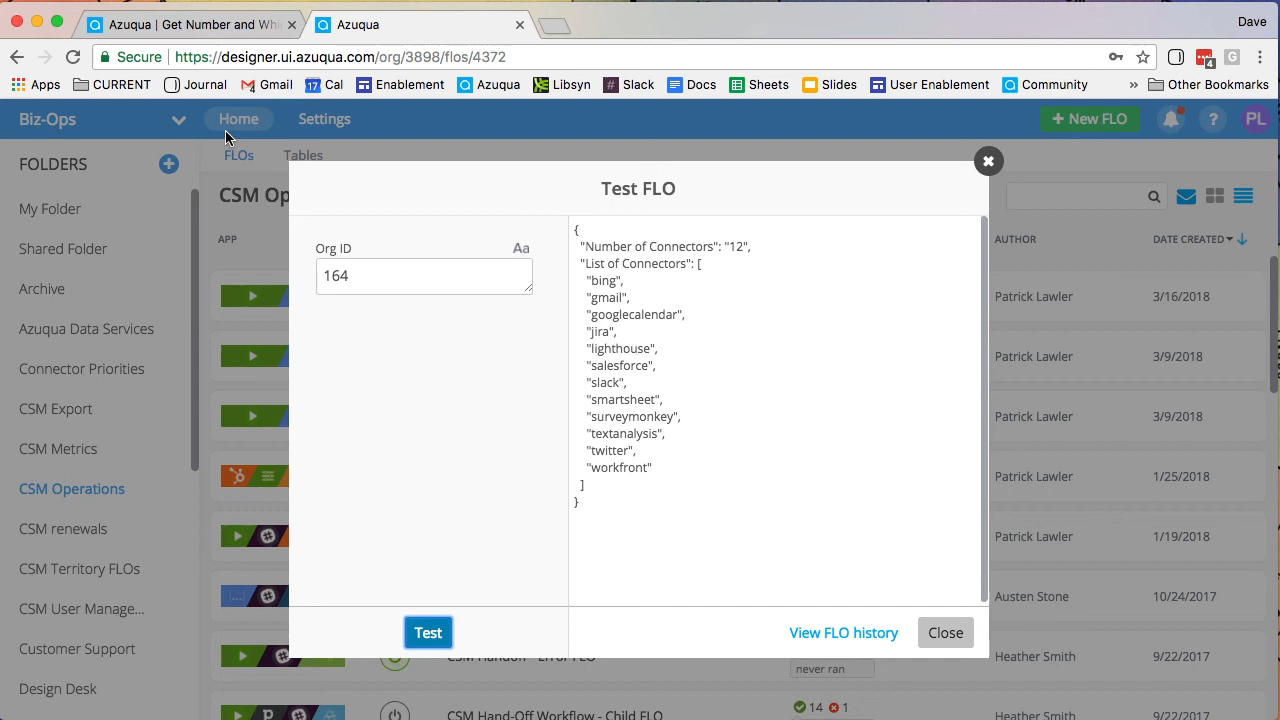 Azuqua | Get Number and Whi
Azuqua
Dave
Secure
https://designer.ui.azuqua.com/org/3898/flos/4372
4
G
Apps
CURRENT
Journal
Gmail
17 Cal
Enablement
Azuqua
Libsyn
Slack
Docs
Sheets
Slides
User Enablement
Community
»
Other Bookmarks
Biz-Ops
Home
Settings
+ New FLO
?
PL
FOLDERS
FLOs
Tables
My Folder
Shared Folder
Archive
Azuqua Data Services
Connector Priorities
CSM Export
CSM Metrics
CSM Operations
CSM renewals
CSM Territory FLOs
CSM User Manage...
Customer Support
Design Desk
CSM Op
APP
AUTHOR
DATE CREATED
Test FLO
Org ID
Aa
164
{
"Number of Connectors": "12",
"List of Connectors": [
"bing",
"gmail",
"googlecalendar",
"jira",
"lighthouse",
"salesforce",
"slack",
"smartsheet",
"surveymonkey",
"textanalysis",
"twitter",
"workfront"
]
}
Test
View FLO history
Close
Patrick Lawler 3/16/2018
Patrick Lawler 3/9/2018
Patrick Lawler 3/9/2018
Patrick Lawler 1/25/2018
Patrick Lawler 1/19/2018
Austen Stone 10/24/2017
never ran
Heather Smith 9/22/2017
CSM Hand-Off Workflow - Child FLO
14 1
Heather Smith 9/22/2017